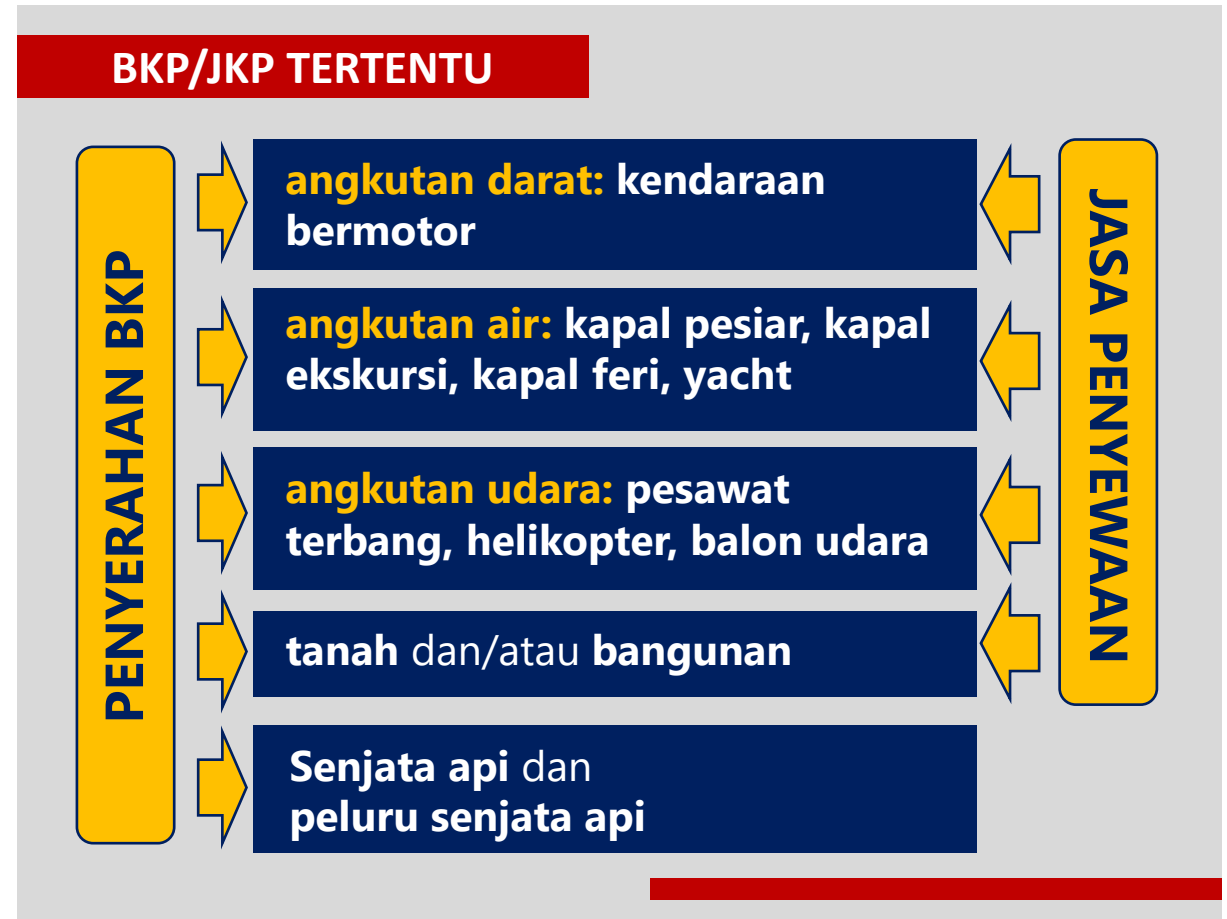 BKP/JKP TERTENTU
PENYERAHAN BKP
angkutan darat: kendaraan
bermotor
angkutan air: kapal pesiar, kapal
ekskursi, kapal feri, yacht
angkutan udara: pesawat
terbang, helikopter, balon udara
tanah dan/atau bangunan
Senjata api dan
peluru senjata api
JASA PENYEWAAN